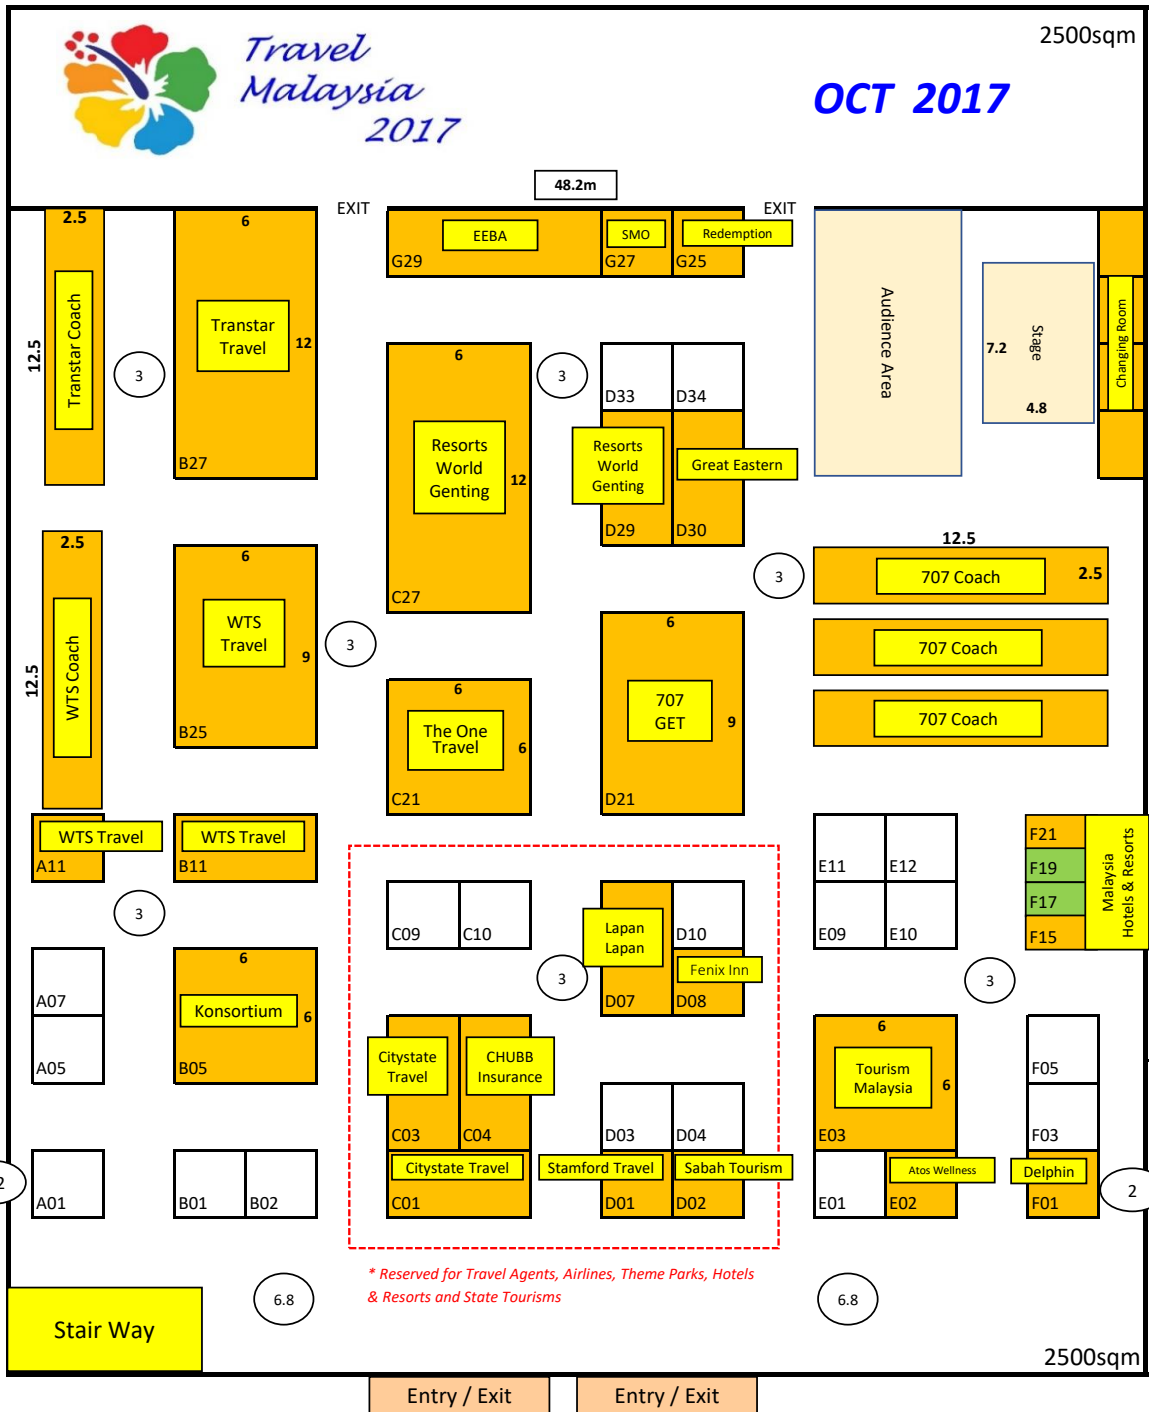 2500sqm
Travel
Malaysia
2017
OCT 2017
48.2m
EXIT
EXIT
2.5
12.5
Transtar Coach
6
Transtar
Travel
12
B27
3
EEBA
G29
SMO
G27
Redemption
G25
Audience Area
7.2
Stage
4.8
Changing Room
6
Resorts
World
Genting
12
C27
3
D33
D34
Resorts
World
Genting
D29
Great Eastern
D30
2.5
12.5
WTS Coach
6
WTS
Travel
9
B25
3
3
12.5
707 Coach
2.5
707 Coach
707 Coach
6
The One
Travel
6
C21
6
707
GET
9
D21
WTS Travel
A11
WTS Travel
B11
3
E11
E12
E09
E10
F21
F19
F17
F15
Malaysia
Hotels & Resorts
C09
C10
Lapan
Lapan
D07
D10
Fenix Inn
D08
3
3
A07
A05
6
Konsortium
6
B05
Citystate
Travel
C03
CHUBB
Insurance
C04
D03
D04
6
Tourism
Malaysia
6
E03
F05
F03
2
A01
B01
B02
Citystate Travel
C01
Stamford Travel
D01
Sabah Tourism
D02
E01
Atos Wellness
E02
Delphin
F01
2
* Reserved for Travel Agents, Airlines, Theme Parks, Hotels
& Resorts and State Tourisms
6.8
6.8
Stair Way
2500sqm
Entry / Exit
Entry / Exit